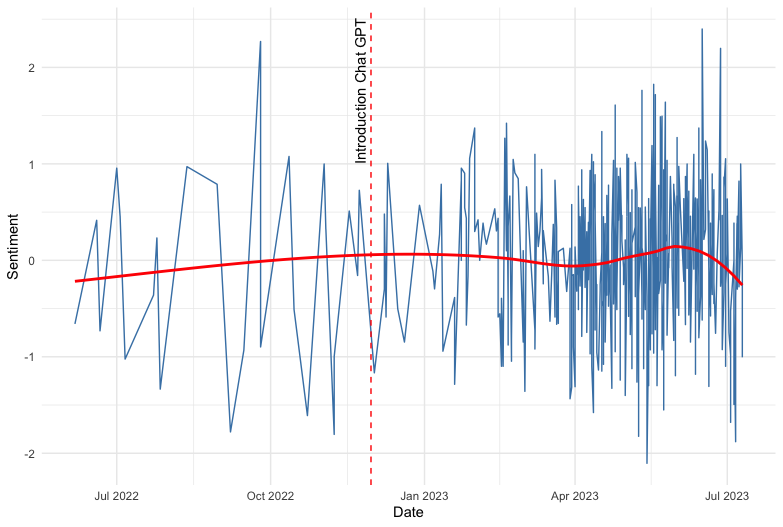 Introduction Chat GPT
Sentiment
2
1
0
-1
-2
Jul 2022
Oct 2022
Jan 2023
Apr 2023
Jul 2023
Date